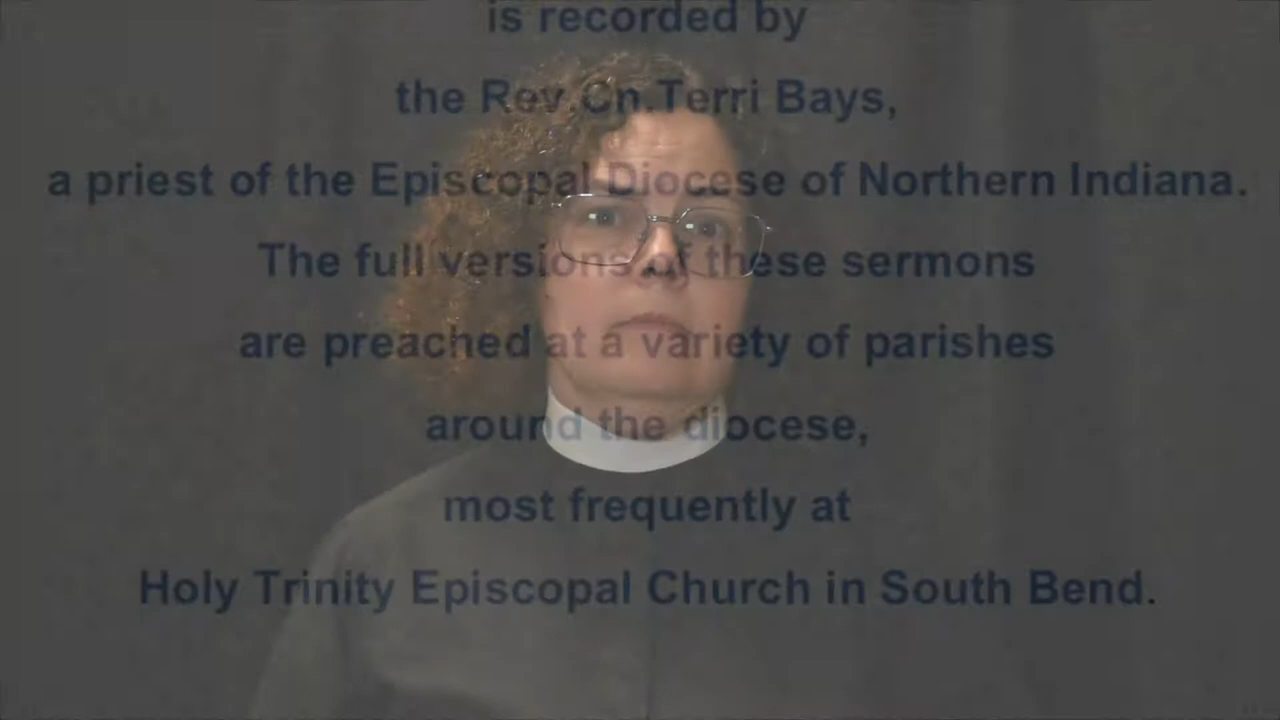 is recorded by
the Rev.Cn.Terri Bays,
a priest of the Episcopal Diocese of Northern Indiana.
The full versions of these sermons
are preached at a variety of parishes
around the diocese,
most frequently at
Holy Trinity Episcopal Church in South Bend.